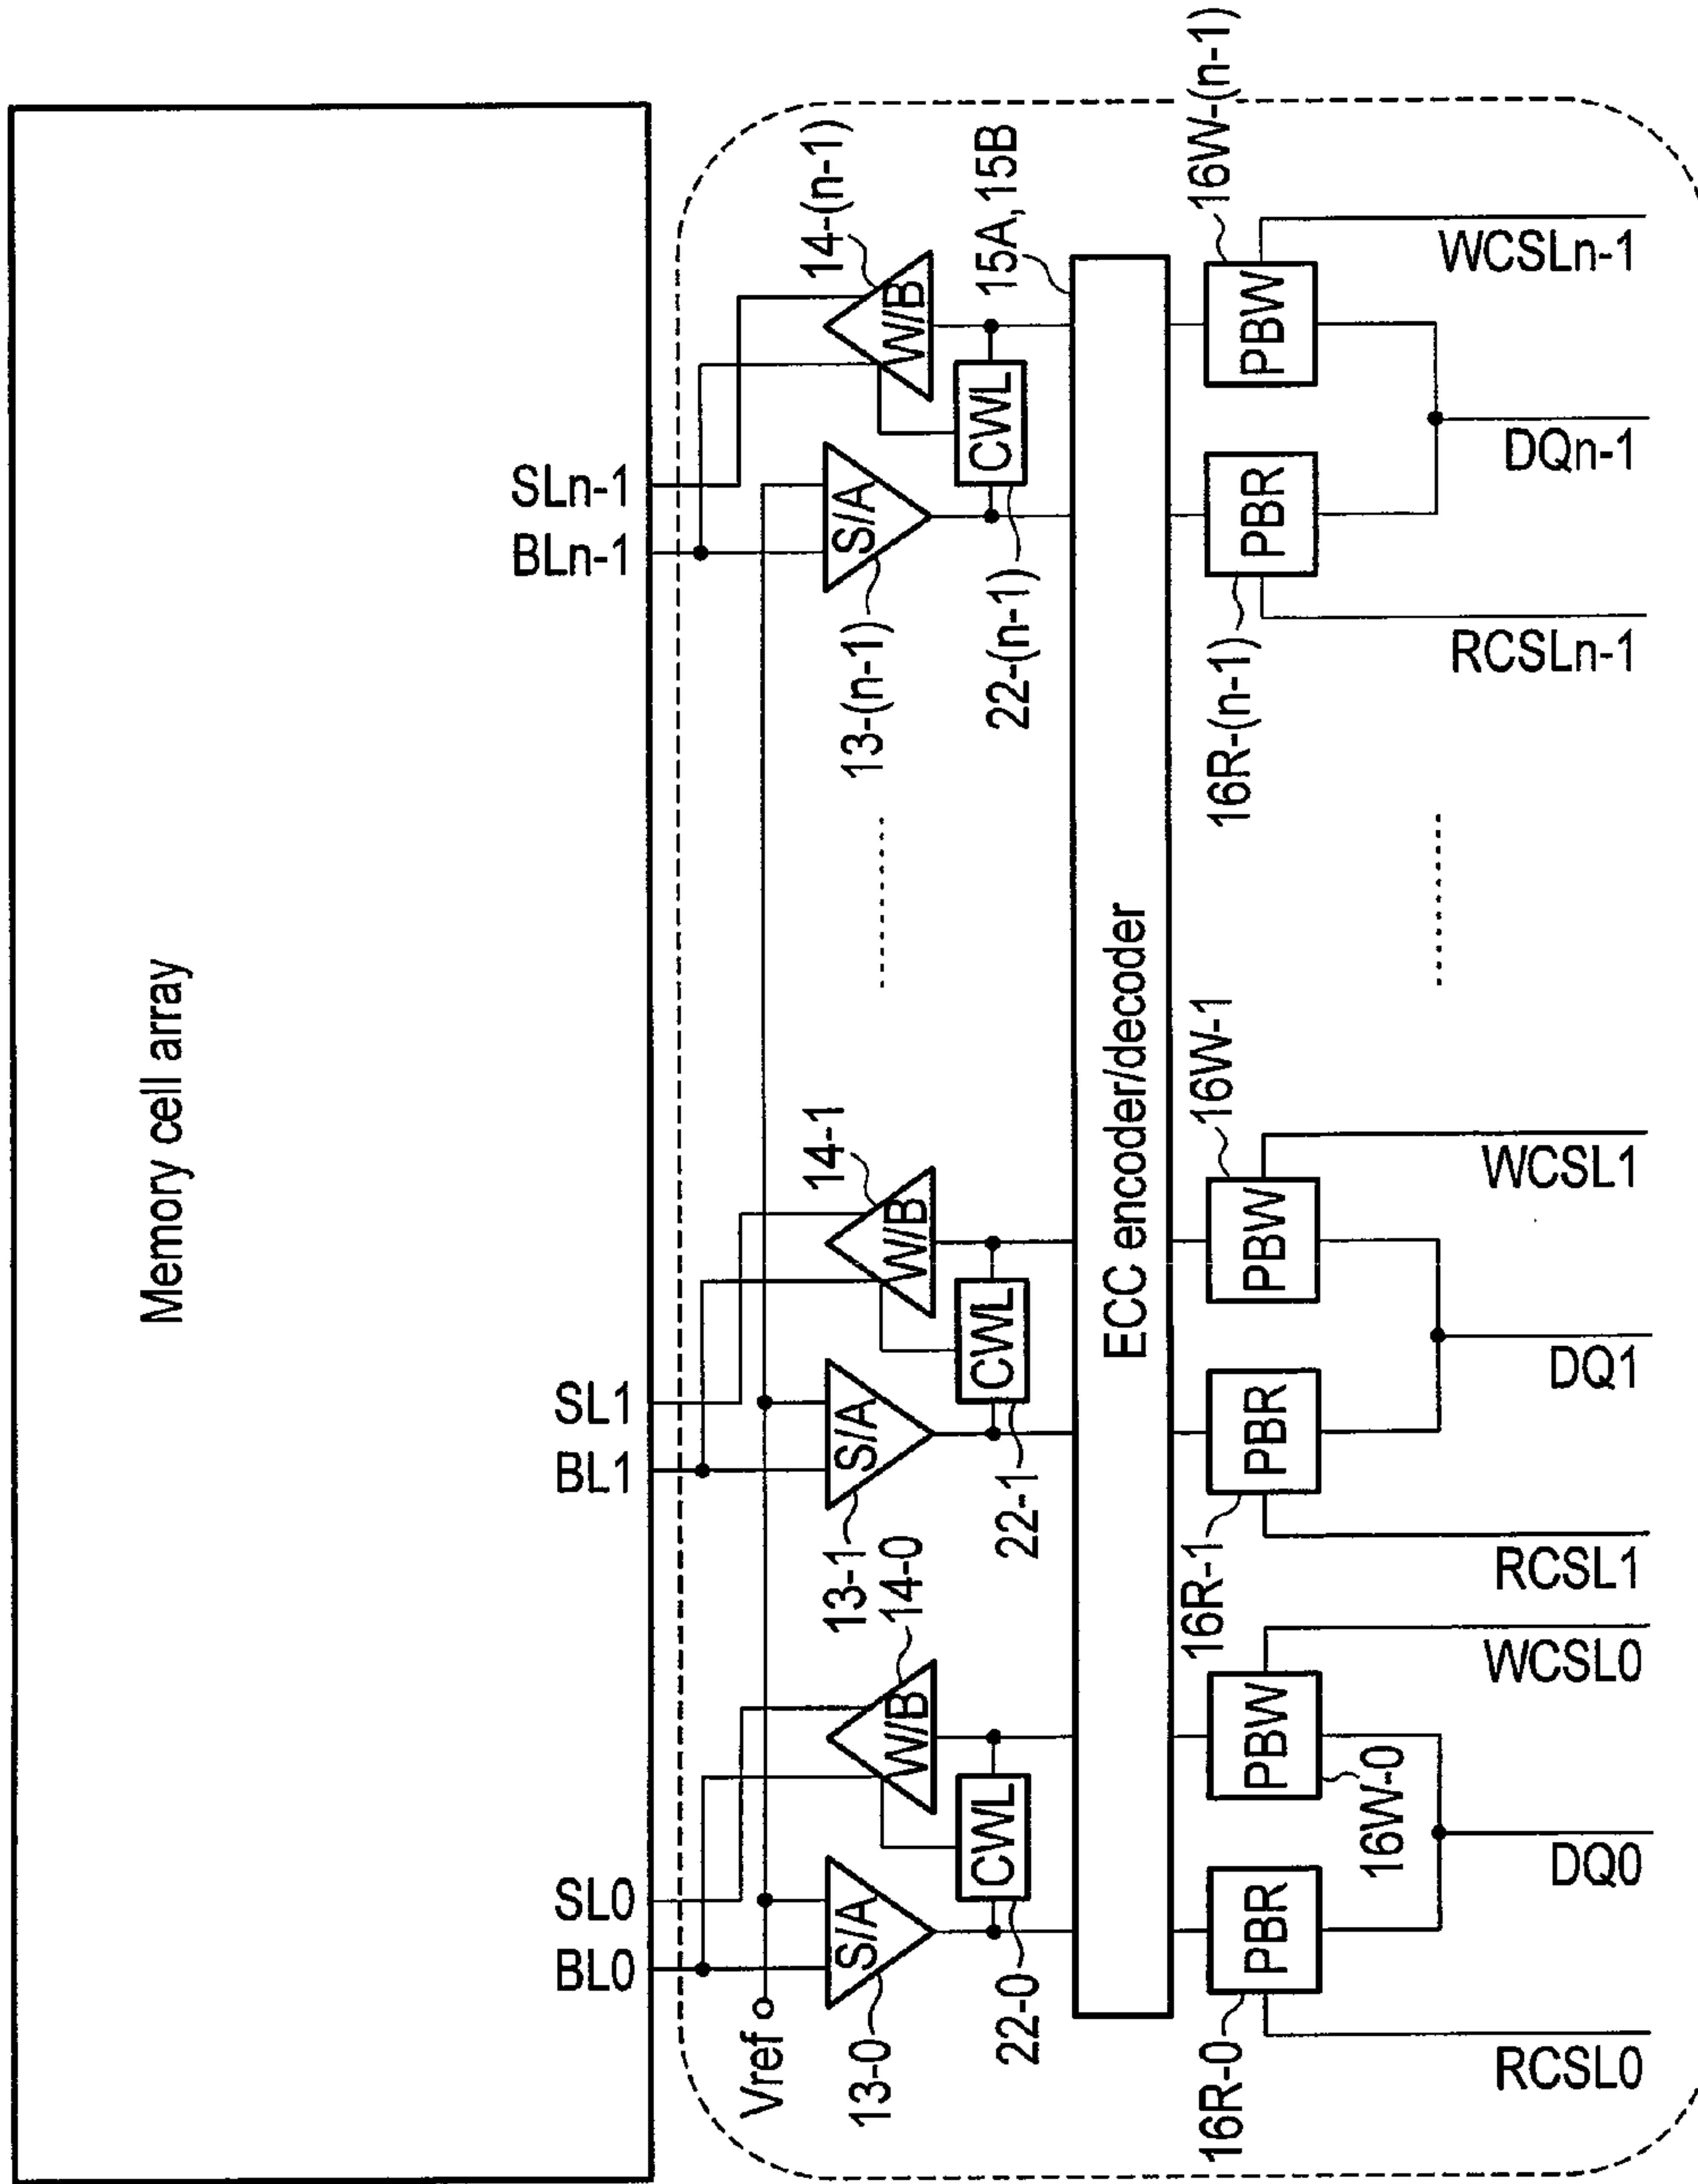 Memory cell array
BL0
SL0
BL1
SL1
BLn-1
SLn-1
Vref
13-0
S/A
W/B
14-0
13-1
S/A
W/B
14-1
13-(n-1)
S/A
W/B
14-(n-1)
22-0
CWL
22-1
CWL
22-(n-1)
CWL
15A,15B
ECC encoder/decoder
16R-0
PBR
PBW
16W-0
16R-1
PBR
PBW
16W-1
16R-(n-1)
PBR
PBW
16W-(n-1)
RCSL0
DQ0
WCSL0
RCSL1
DQ1
WCSL1
RCSLn-1
DQn-1
WCSLn-1